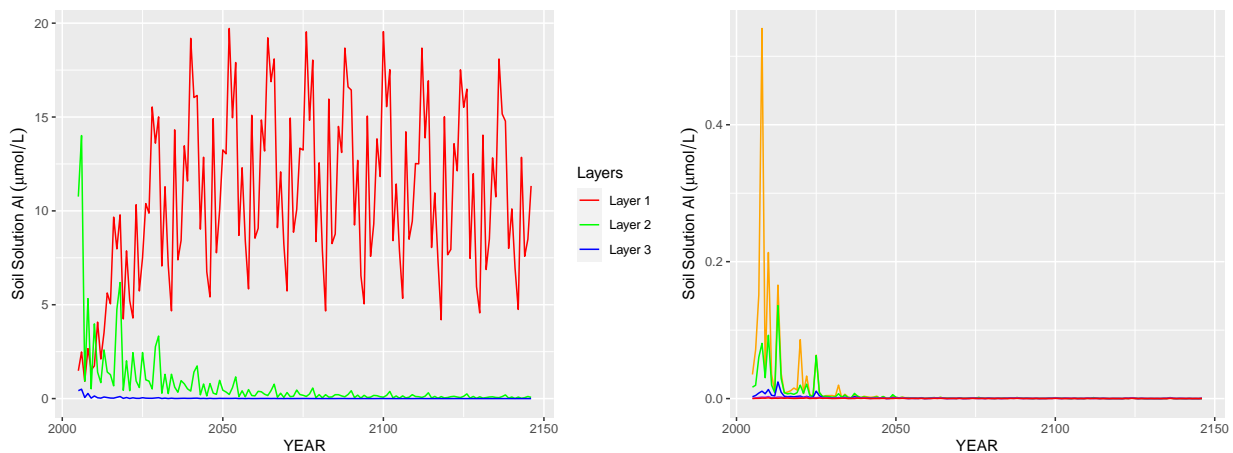 20
15
10
5
0
Soil Solution Al (μmol/L)
2000
2050
2100
2150
YEAR
Layers
Layer 1
Layer 2
Layer 3
0.4
0.2
0.0
Soil Solution Al (μmol/L)
2000
2050
2100
2150
YEAR